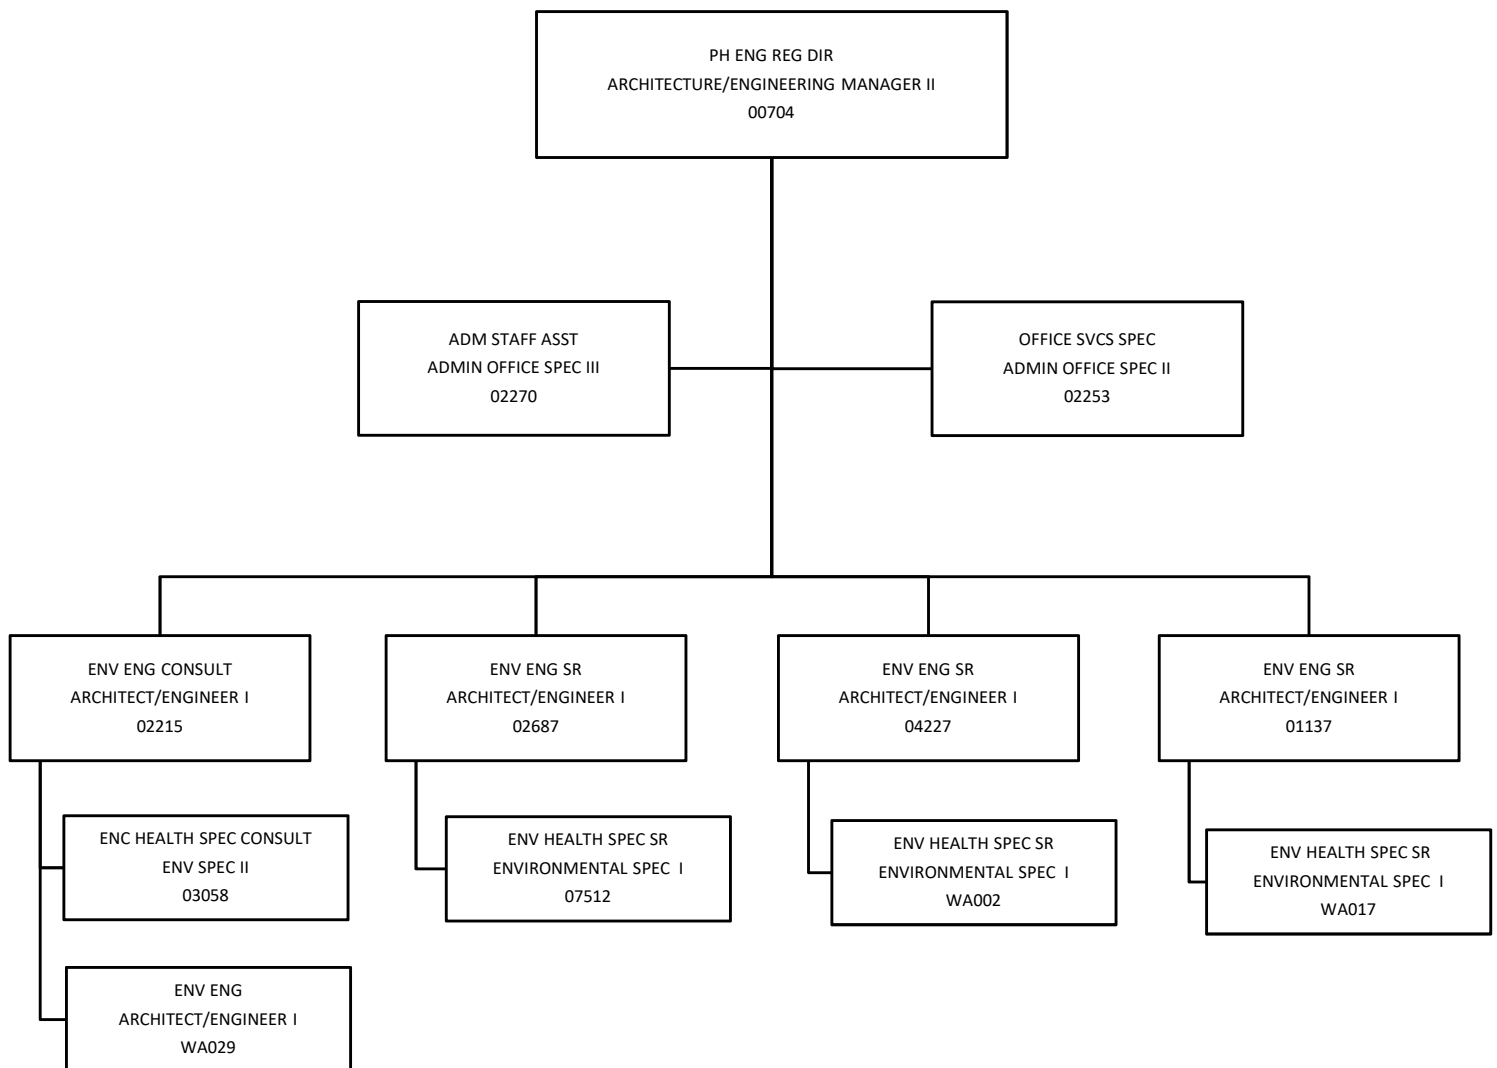 PH ENG REG DIR
ARCHITECTURE/ENGINEERING MANAGER II
00704
ADM STAFF ASST
ADMIN OFFICE SPEC III
02270
OFFICE SVCS SPEC
ADMIN OFFICE SPEC II
02253
ENV ENG CONSULT
ARCHITECT/ENGINEER I
02215
ENV ENG SR
ARCHITECT/ENGINEER I
02687
ENV ENG SR
ARCHITECT/ENGINEER I
04227
ENV ENG SR
ARCHITECT/ENGINEER I
01137
ENC HEALTH SPEC CONSULT
ENV SPEC II
03058
ENV HEALTH SPEC SR
ENVIRONMENTAL SPEC I
07512
ENV HEALTH SPEC SR
ENVIRONMENTAL SPEC I
WA002
ENV HEALTH SPEC SR
ENVIRONMENTAL SPEC I
WA017
ENV ENG
ARCHITECT/ENGINEER I
WA029